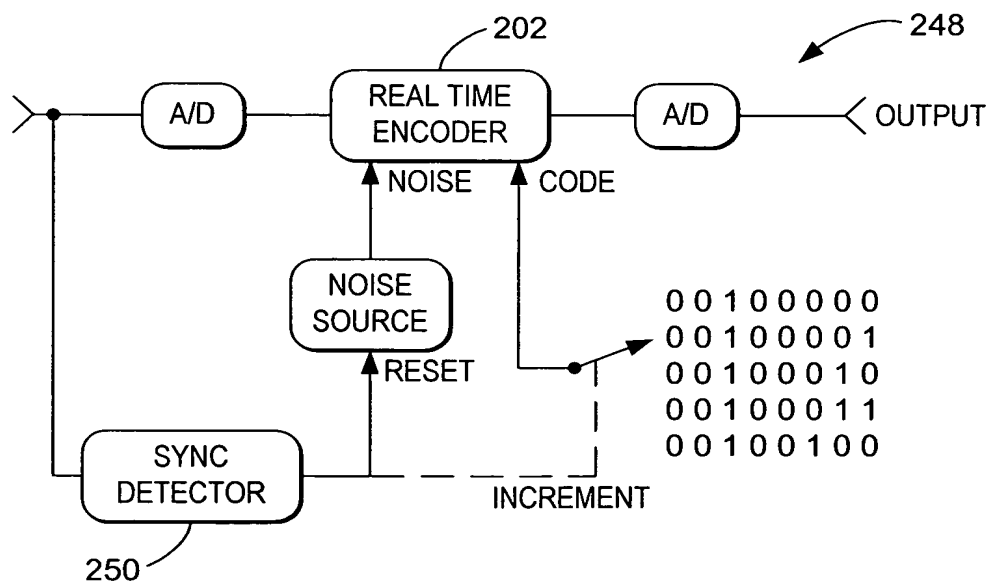 202
248
A/D
REAL TIME
ENCODER
A/D
OUTPUT
NOISE
CODE
NOISE
SOURCE
0 0 1 0 0 0 0 0
0 0 1 0 0 0 0 1
0 0 1 0 0 0 1 0
0 0 1 0 0 0 1 1
0 0 1 0 0 1 0 0
RESET
SYNC
DETECTOR
INCREMENT
250